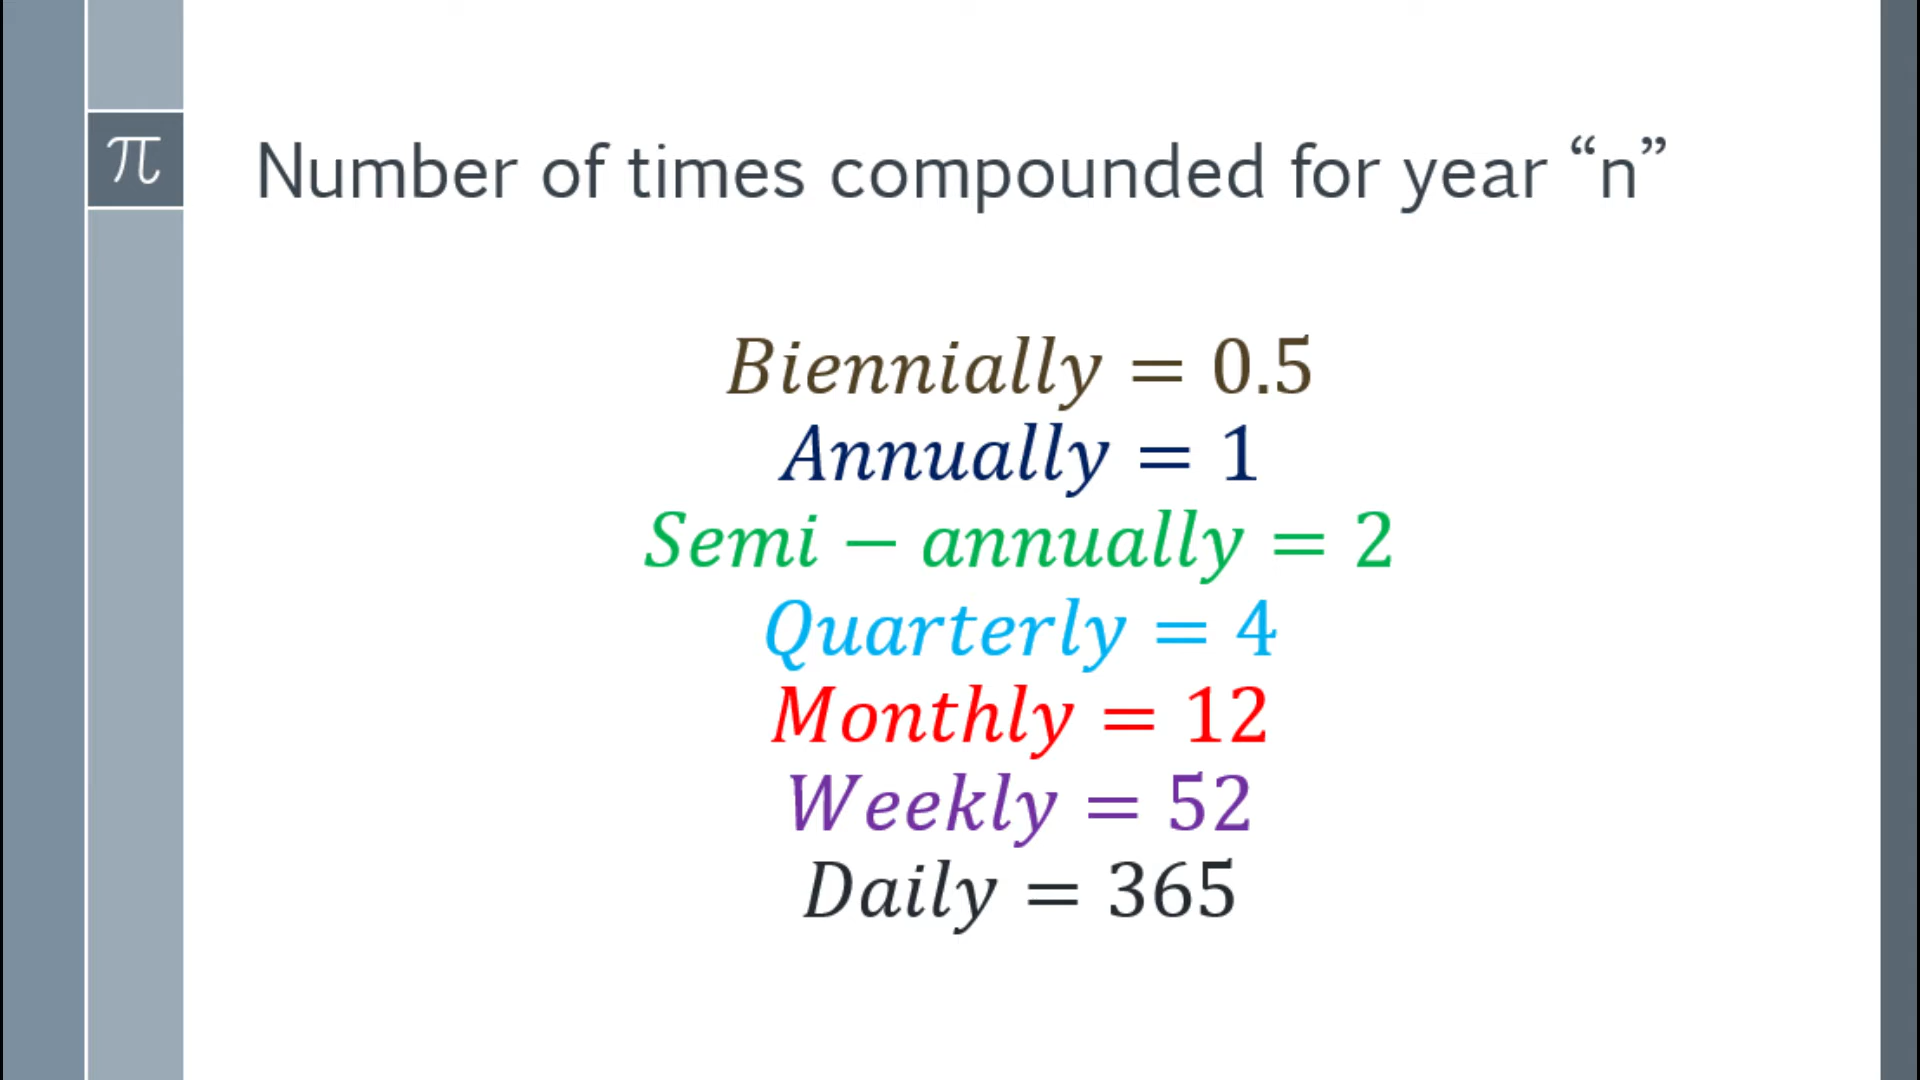 π
Number of times compounded for year “n”
Biennially = 0.5
Annually = 1
Semi − annually = 2
Quarterly = 4
Monthly = 12
Weekly = 52
Daily = 365